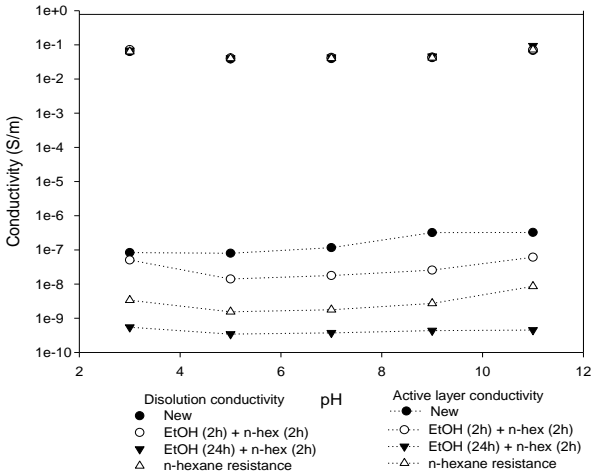 1e+0
1e-1
1e-2
1e-3
1e-4
1e-5
1e-6
1e-7
1e-8
1e-9
1e-10
Conductivity (S/m)
2 4 6 8 10 12
pH
Disolution conductivity
New
EtOH (2h) + n-hex (2h)
EtOH (24h) + n-hex (2h)
n-hexane resistance
Active layer conductivity
New
EtOH (2h) + n-hex (2h)
EtOH (24h) + n-hex (2h)
n-hexane resistance